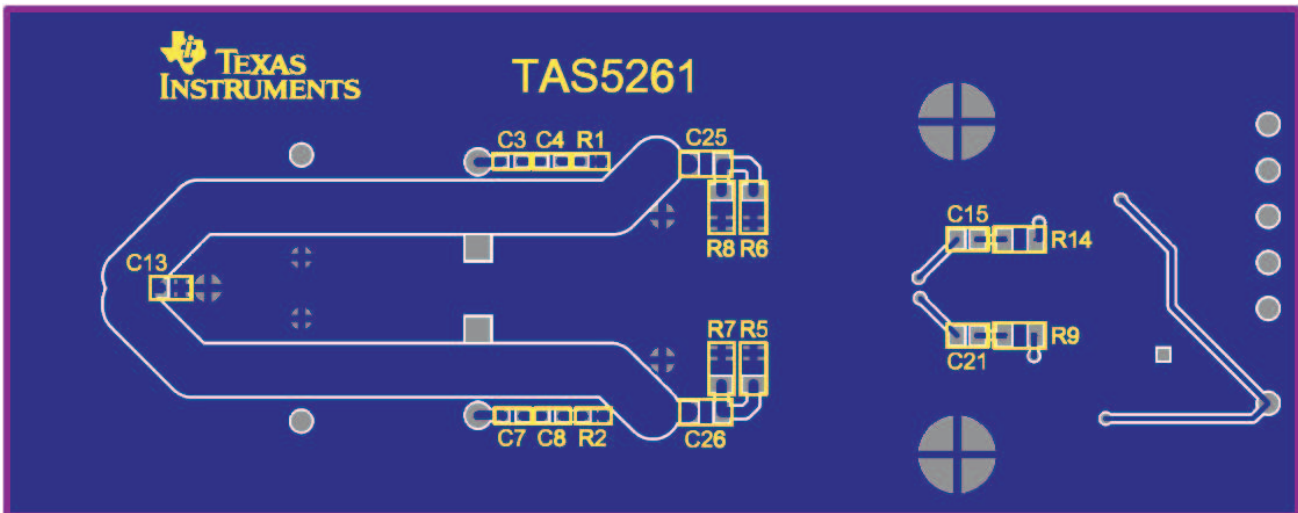 TEXAS
INSTRUMENTS
TAS5261
C3 C4 R1
C25
R8 R6
C13
C15
R14
R7 R5
C21
R9
C7 C8 R2
C26